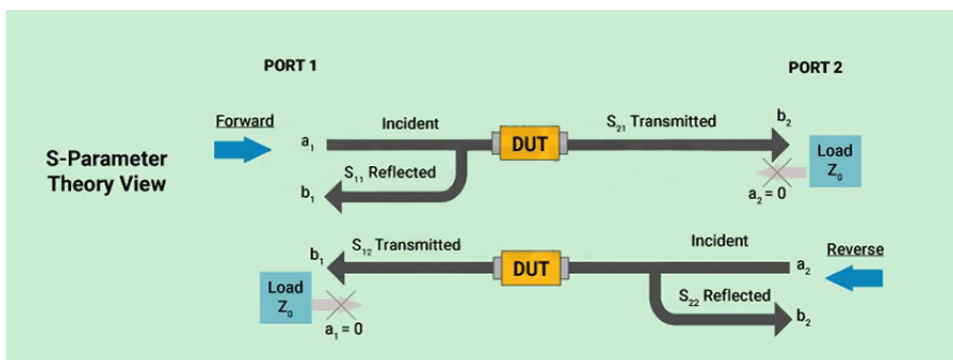 PORT 1
PORT 2
Forward
a₁
Incident
DUT
S₂₁ Transmitted
b₂
S-Parameter
Theory View
b₁
S₁₁ Reflected
Load
Z₀
a₂ = 0
b₁
S₁₂ Transmitted
DUT
Incident
a₂
Reverse
Load
Z₀
a₁ = 0
S₂₂ Reflected
b₂